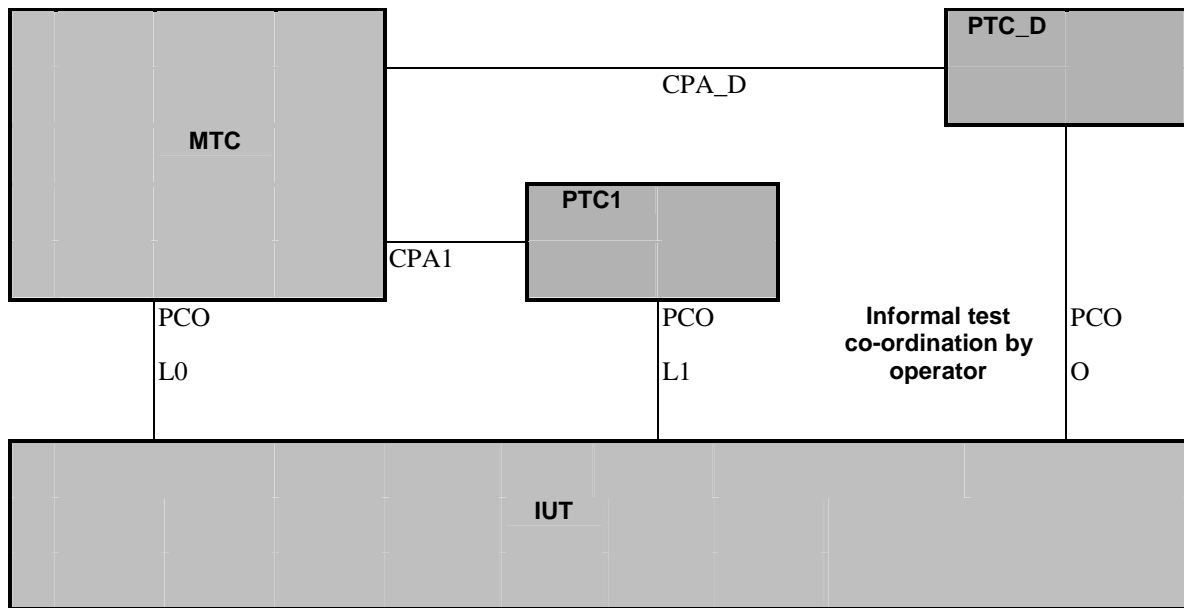 PTC_D
CPA_D
MTC
PTC1
CPA1
PCO
L0
PCO
L1
Informal test
co-ordination by
operator
PCO
O
IUT